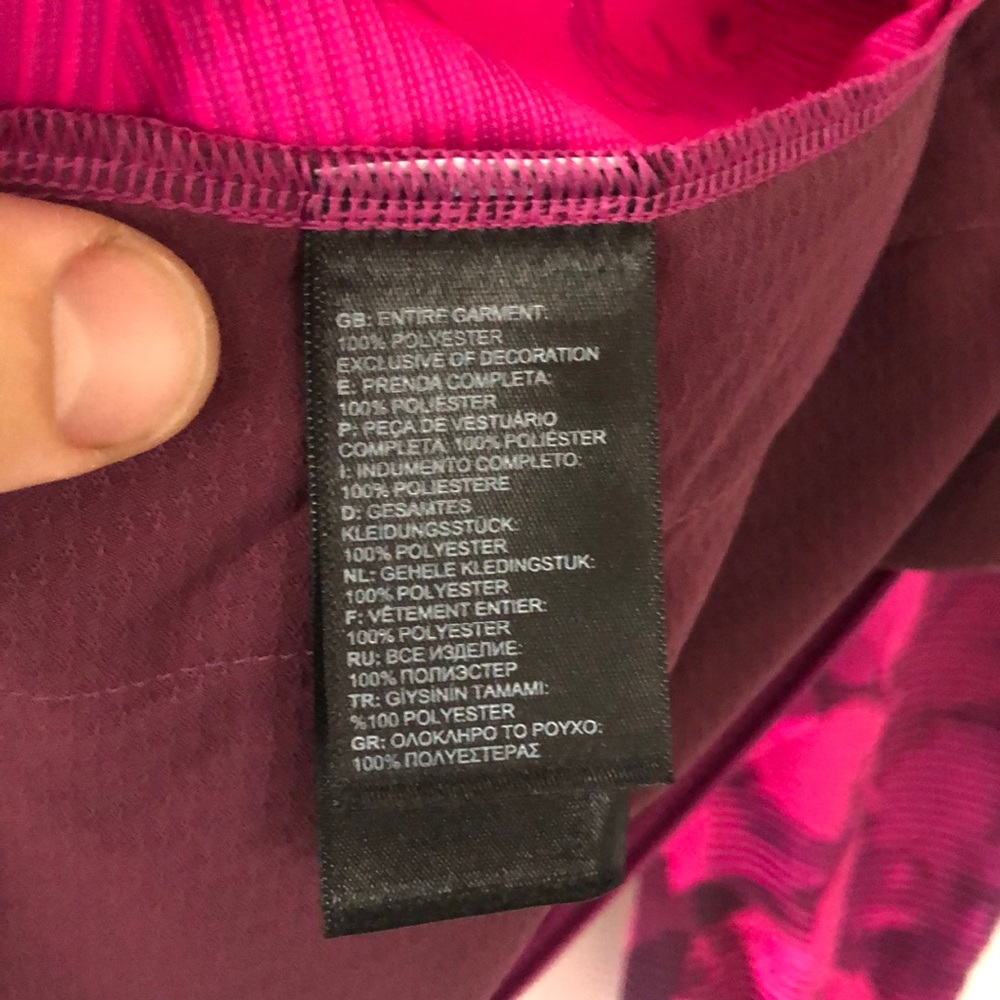 GB: ENTIRE GARMENT:
100% POLYESTER
EXCLUSIVE OF DECORATION
E: PRENDA COMPLETA:
100% POLIÉSTER
P: PEÇA DE VESTUÁRIO
COMPLETA: 100% POLIÉSTER
I: INDUMENTO COMPLETO:
100% POLIESTERE
D: GESAMTES
KLEIDUNGSSTÜCK:
100% POLYESTER
NL: GEHELE KLEDINGSTUK:
100% POLYESTER
F: VÊTEMENT ENTIER:
100% POLYESTER
RU: ВСЕ ИЗДЕЛИЕ:
100% ПОЛИЭСТЕР
TR: GİYSİNİN TAMAMI:
%100 POLYESTER
GR: ΟΛΟΚΛΗΡΟ ΤΟ ΡΟΥΧΟ:
100% ΠΟΛΥΕΣΤΕΡΑΣ